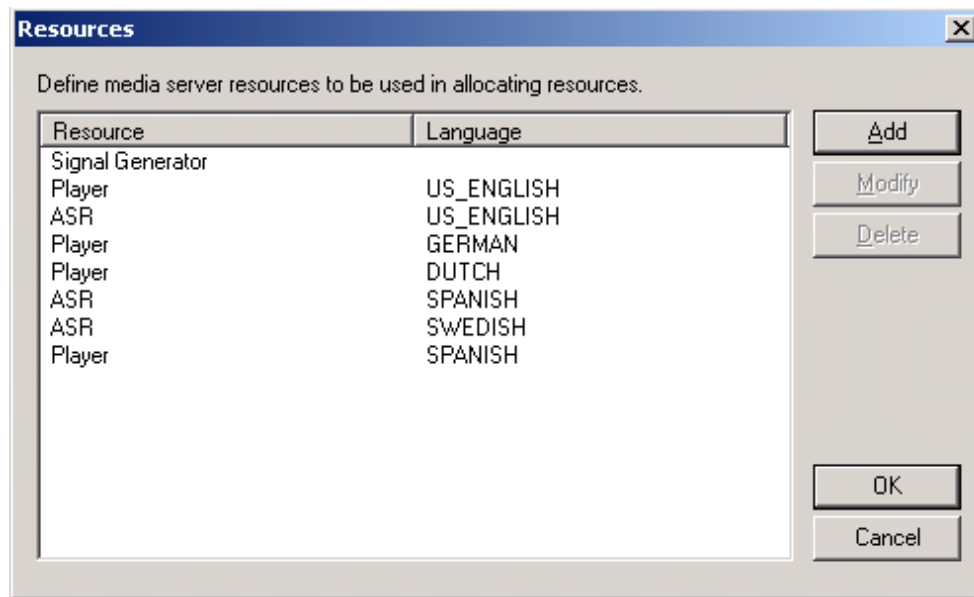 Resources
Define media server resources to be used in allocating resources.
Resource Language
Signal Generator
Player US_ENGLISH
ASR US_ENGLISH
Player GERMAN
Player DUTCH
ASR SPANISH
ASR SWEDISH
Player SPANISH
Add
Modify
Delete
OK
Cancel